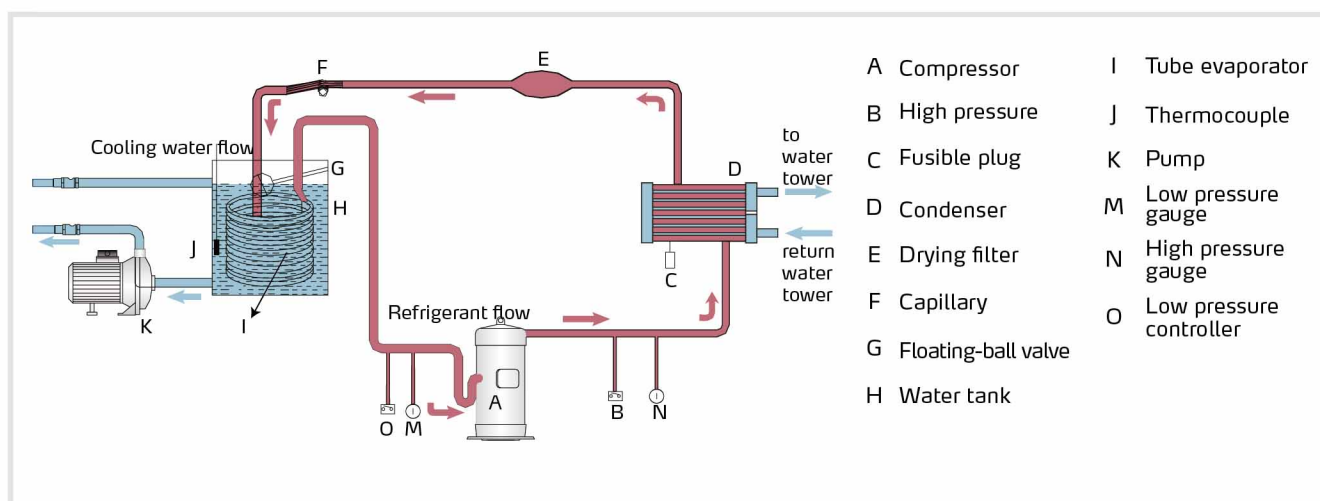 F
E
Cooling water flow
G
H
J
K
I
Refrigerant flow
A
O
M
B
N
C
D
to
water
tower
return
water
tower
A Compressor
B High pressure
C Fusible plug
D Condenser
E Drying filter
F Capillary
G Floating-ball valve
H Water tank
I Tube evaporator
J Thermocouple
K Pump
M Low pressure
gauge
N High pressure
gauge
O Low pressure
controller